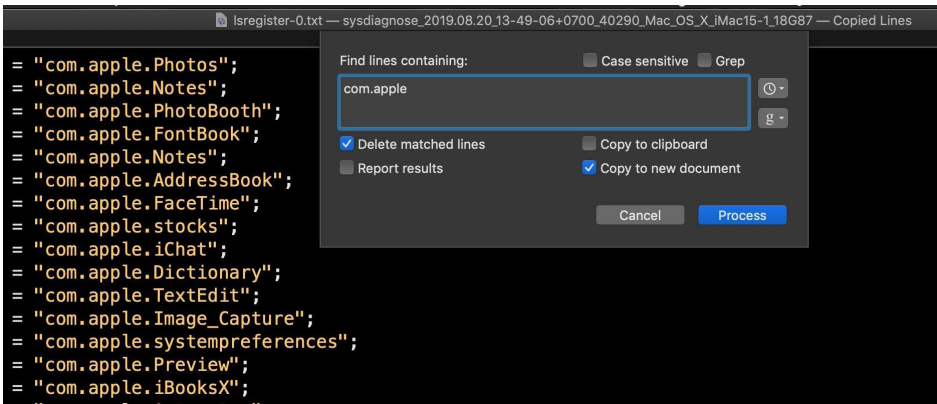 lsregister-0.txt — sysdiagnose_2019.08.20_13-49-06+0700_40290_Mac_OS_X_iMac15-1_18G87 — Copied Lines
Find lines containing:
Case sensitive
Grep
com.apple
g
Delete matched lines
Copy to clipboard
Report results
Copy to new document
Cancel
Process
= "com.apple.Photos";
= "com.apple.Notes";
= "com.apple.PhotoBooth";
= "com.apple.FontBook";
= "com.apple.Notes";
= "com.apple.AddressBook";
= "com.apple.FaceTime";
= "com.apple.stocks";
= "com.apple.iChat";
= "com.apple.Dictionary";
= "com.apple.TextEdit";
= "com.apple.Image_Capture";
= "com.apple.systempreferences";
= "com.apple.Preview";
= "com.apple.iBooksX";